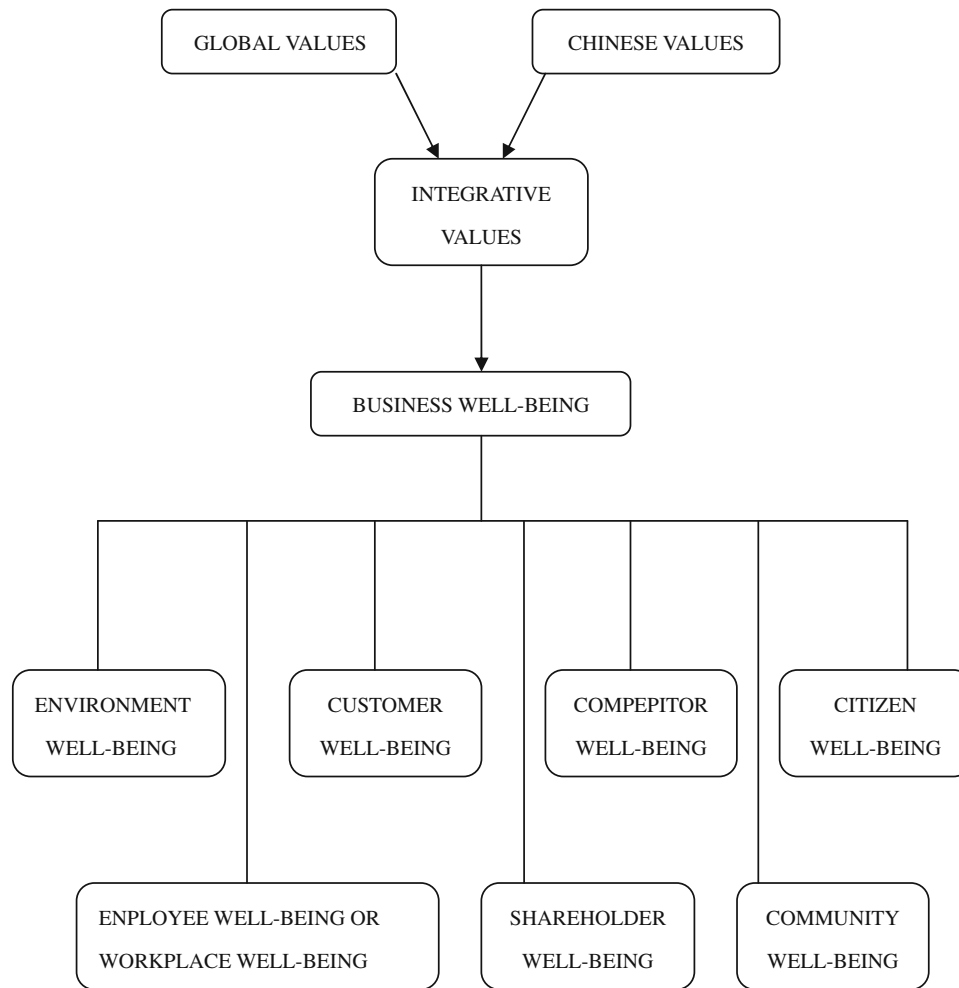 GLOBAL VALUES
CHINESE VALUES
INTEGRATIVE
VALUES
BUSINESS WELL-BEING
ENVIRONMENT
WELL-BEING
CUSTOMER
WELL-BEING
COMPEPITOR
WELL-BEING
CITIZEN
WELL-BEING
ENPLOYEE WELL-BEING OR
WORKPLACE WELL-BEING
SHAREHOLDER
WELL-BEING
COMMUNITY
WELL-BEING